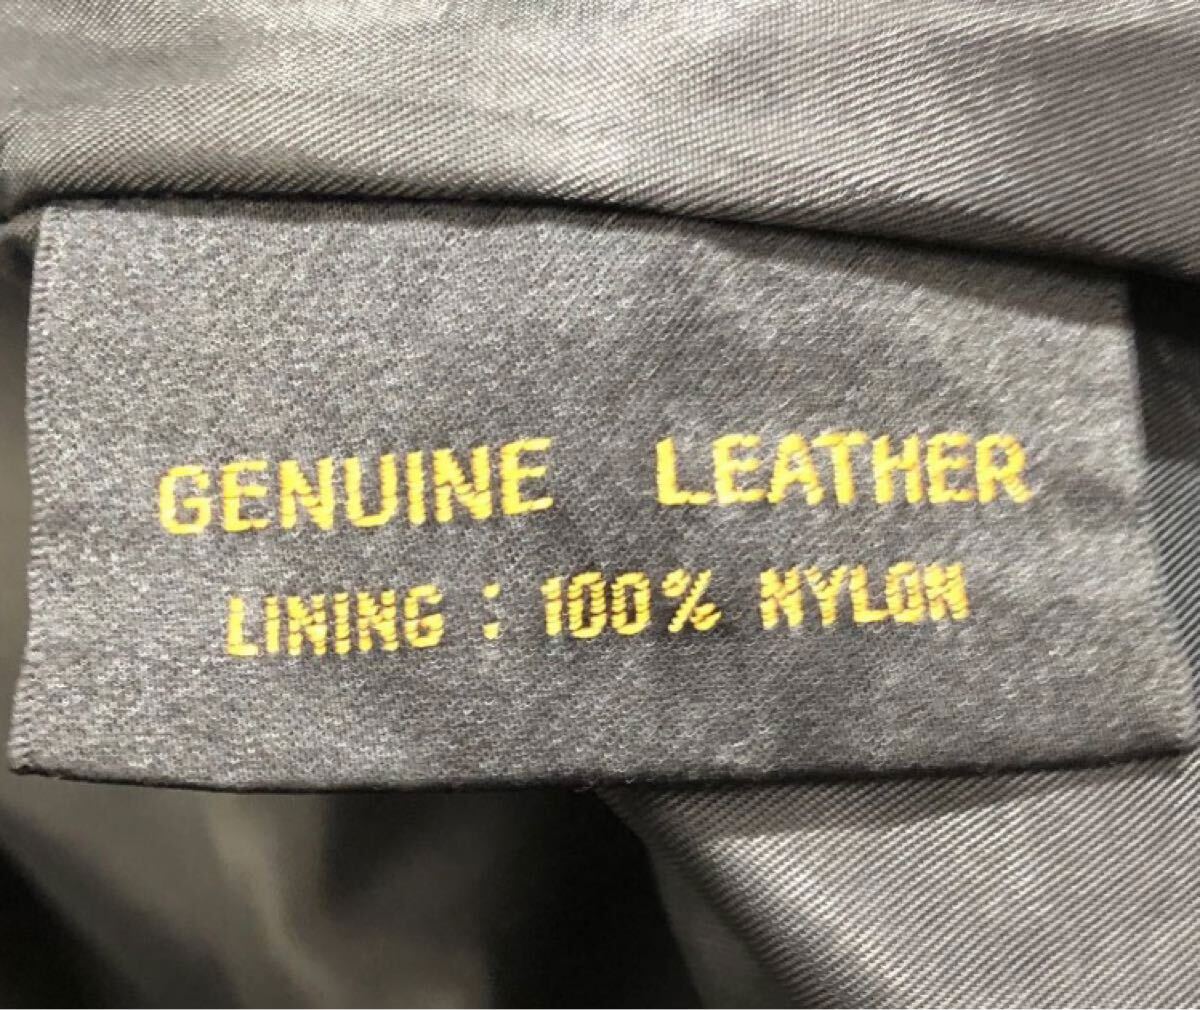 GENUINE LEATHER
LINING : 100% NYLON